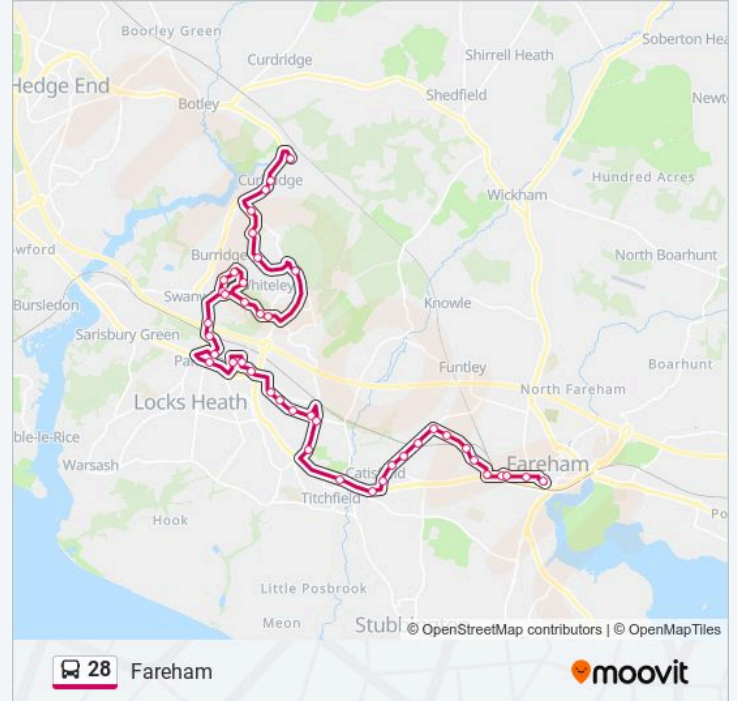 Boorley Green
Soberton Hea
Curdridge
Shirrell Heath
Hedge End
Shedfield
Botley
Newt
Curdridge
Hundred Acres
Wickham
wford
Burridge
North Boarhunt
Whiteley
Swan
Bursledon
Knowle
Sarisbury Green
Par
Funtley
Boarhunt
North Fareham
Locks Heath
ble-le-Rice
Warsash
Fareham
Catisfield
Titchfield
Po
Hook
Little Posbrook
Meon
Stubbington
© OpenStreetMap contributors | © OpenMapTiles
28 Fareham
moovit